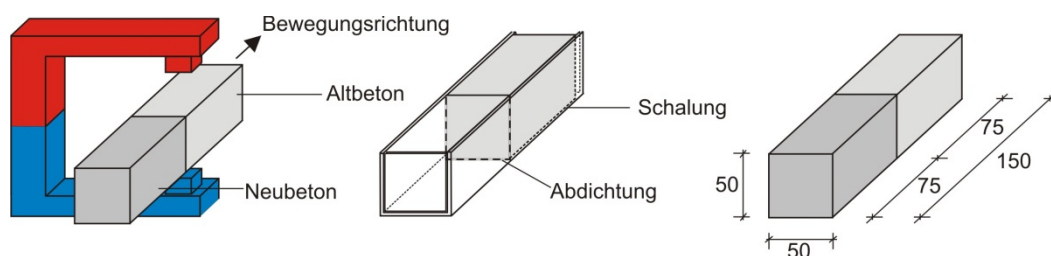 Bewegungsrichtung
Altbeton
Neubeton
Schalung
Abdichtung
50
50
75
75
150